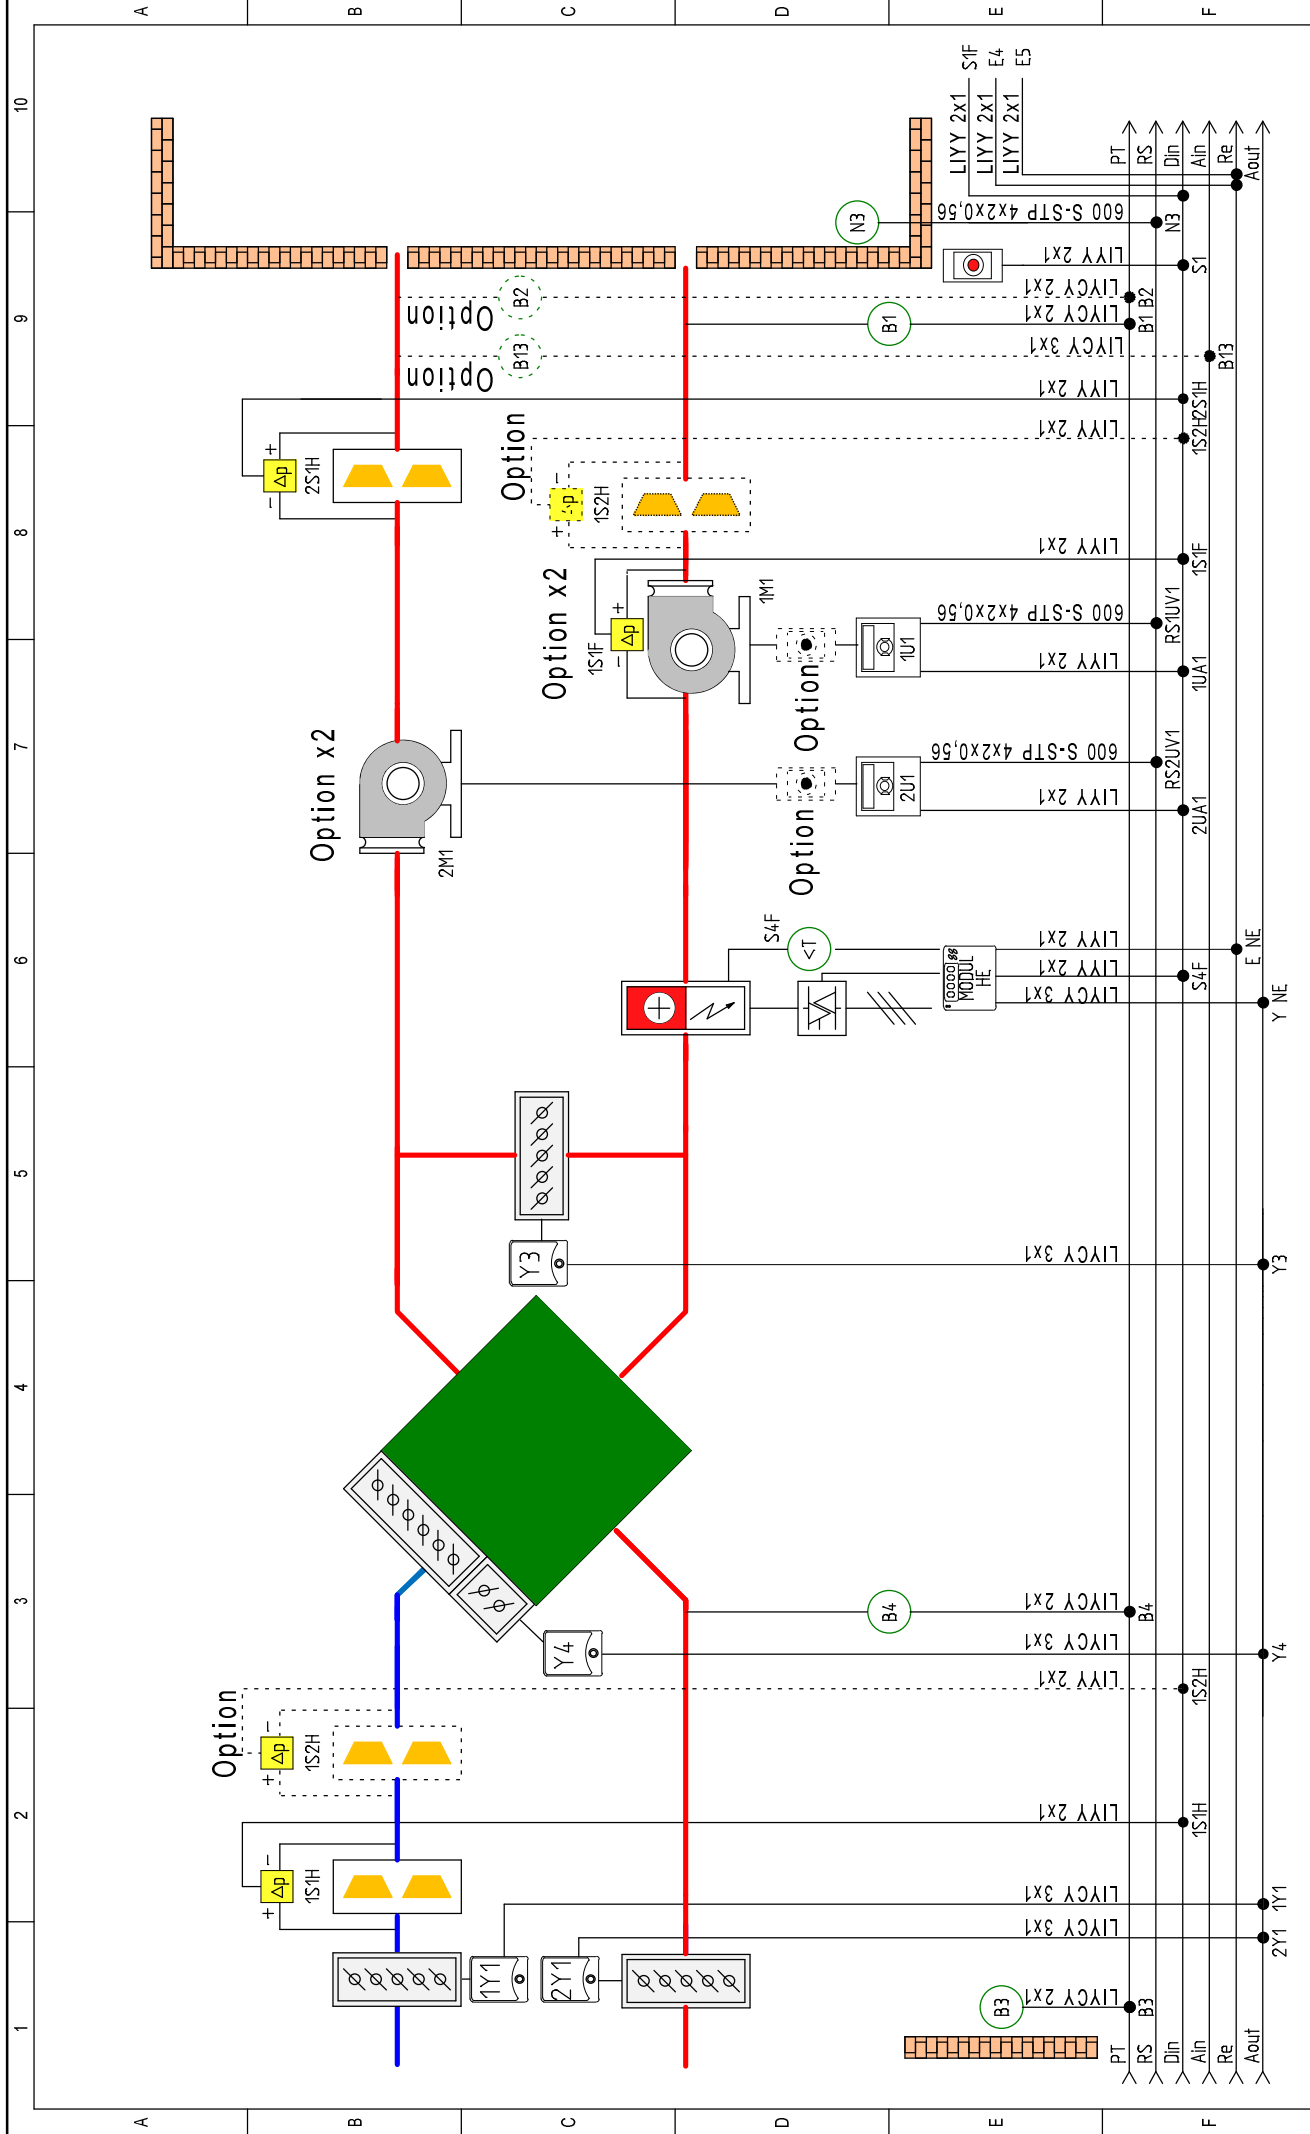 A B C D E F
10
9
8
7
6
5
4
3
2
1
S1F
E4
E5
LIYY 2x1
LIYY 2x1
LIYY 2x1
PT
RS
Din
Ain
Re
Aout
N3
600 S-STP 4x2x0,56
N3
LIYY 2x1
S1
Option
B2
LIYCY 2x1
B2
B1
LIYCY 2x1
B1
Option
B13
LIYCY 3x1
B13
LIYY 2x1
2S1H
+
Δp
-
2S1H
Option
LIYY 2x1
1S2H
-
Δp
+
1S2H
LIYY 2x1
1S1F
Option x2
+
Δp
-
1S1F
1M1
Option
1U1
600 S-STP 4x2x0,56
RS1UV1
LIYY 2x1
1UA1
Option x2
2M1
Option
2U1
600 S-STP 4x2x0,56
RS2UV1
LIYY 2x1
2UA1
S4F
<T
MODUL
HE
LIYY 2x1
E NE
LIYY 2x1
S4F
LIYCY 3x1
Y NE
Y3
LIYCY 3x1
Y3
B4
LIYCY 2x1
B4
Y4
LIYCY 3x1
Y4
Option
-
Δp
+
1S2H
LIYY 2x1
1S2H
-
Δp
+
1S1H
LIYY 2x1
1S1H
1Y1
LIYCY 3x1
1Y1
2Y1
LIYCY 3x1
2Y1
B3
LIYCY 2x1
B3
PT
RS
Din
Ain
Re
Aout
A B C D E F